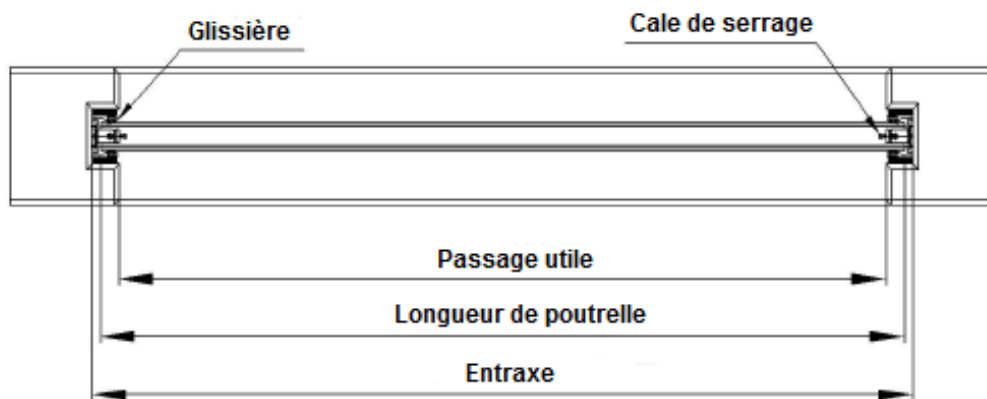 Glissière
Cale de serrage
Passage utile
Longueur de poutrelle
Entraxe